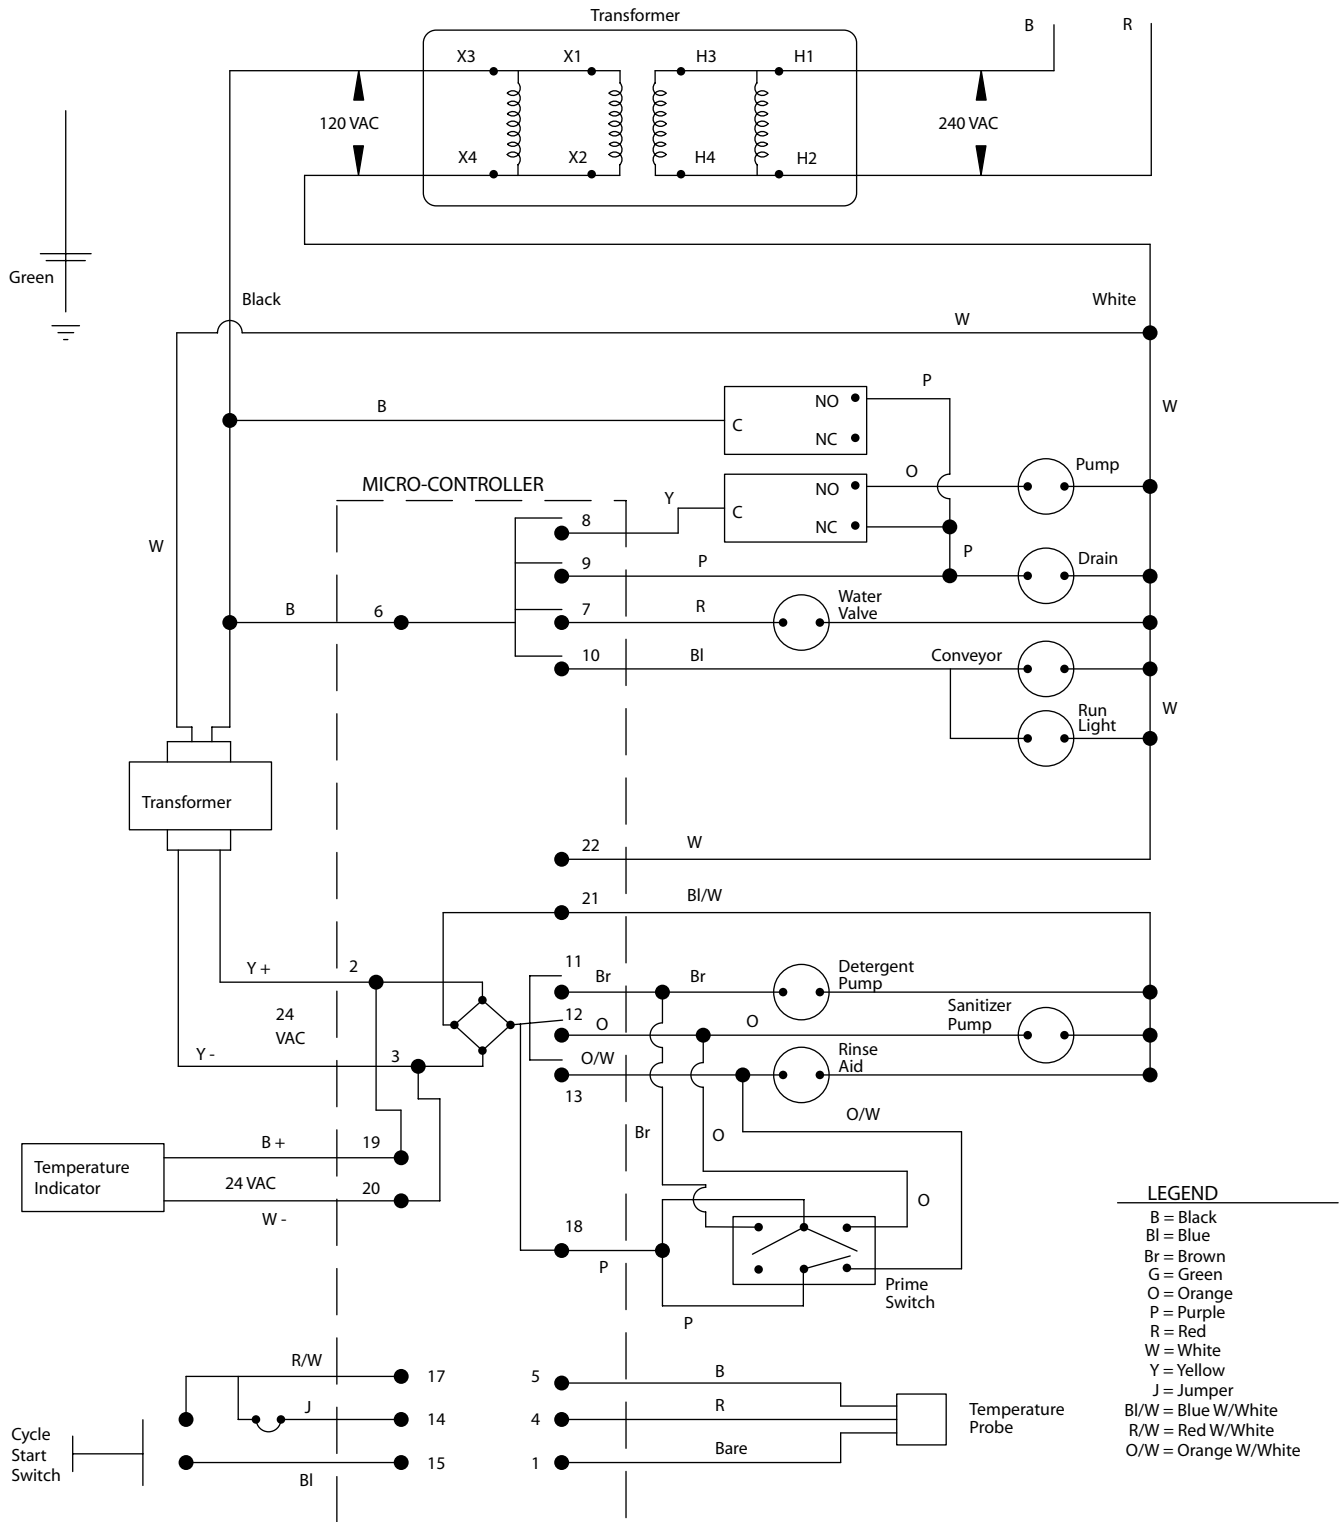 Transformer
B
R
X3
X1
H3
H1
120 VAC
240 VAC
X4
X2
H4
H2
Green
Black
White
W
P
NO
B
W
C
NC
Pump
O
MICRO-CONTROLLER
NO
Y
C
8
NC
W
P
9
P
Drain
Water
Valve
B
6
7
R
10
Bl
Conveyor
Run
Light
W
Transformer
22
W
21
Bl/W
11
Y +
2
Br
Br
Detergent
Pump
Sanitizer
Pump
24
VAC
12
O
O
Y -
3
O/W
Rinse
Aid
13
O/W
Br
O
B +
19
Temperature
Indicator
24 VAC
20
W -
O
18
P
Prime
Switch
P
LEGEND
B = Black
Bl = Blue
Br = Brown
G = Green
O = Orange
P = Purple
R = Red
W = White
Y = Yellow
J = Jumper
Bl/W = Blue W/White
R/W = Red W/White
O/W = Orange W/White
R/W
17
5
B
J
14
4
R
Temperature
Probe
Cycle
Start
Switch
15
1
Bare
Bl